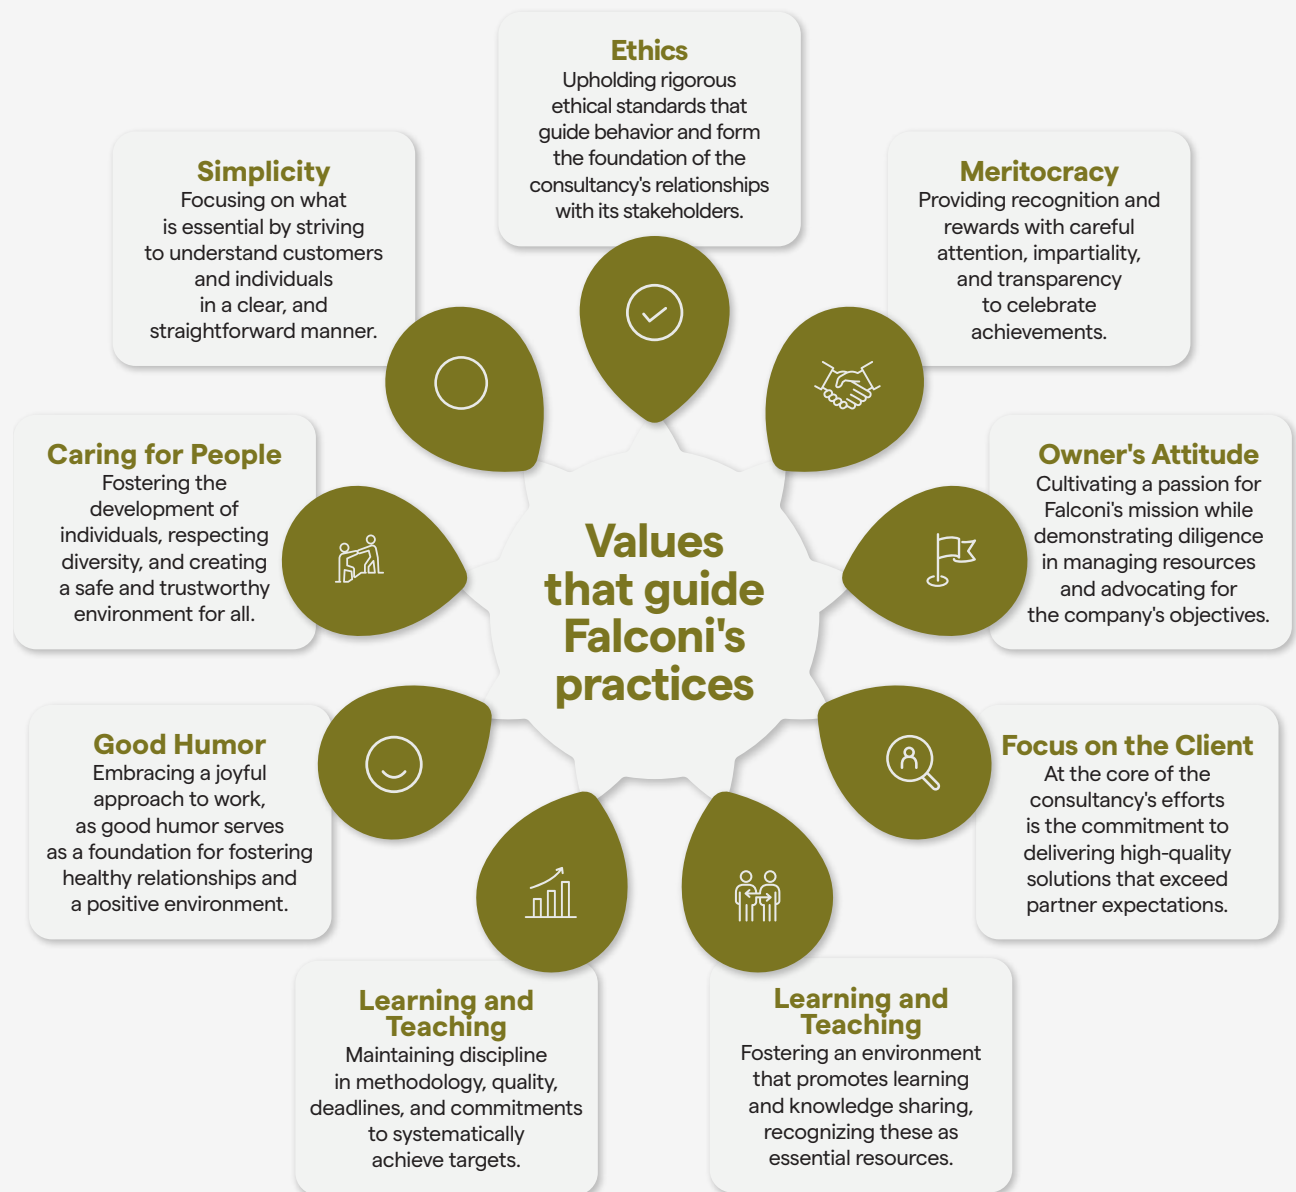 Ethics
Upholding rigorous
ethical standards that
guide behavior and form
the foundation of the
consultancy's relationships
with its stakeholders.
Simplicity
Focusing on what
is essential by striving
to understand customers
and individuals
in a clear, and
straightforward manner.
Meritocracy
Providing recognition and
rewards with careful
attention, impartiality,
and transparency
to celebrate
achievements.
Caring for People
Fostering the
development of
individuals, respecting
diversity, and creating
a safe and trustworthy
environment for all.
Values
that guide
Falconi's
practices
Owner's Attitude
Cultivating a passion for
Falconi's mission while
demonstrating diligence
in managing resources
and advocating for
the company's objectives.
Good Humor
Embracing a joyful
approach to work,
as good humor serves
as a foundation for fostering
healthy relationships and
a positive environment.
Focus on the Client
At the core of the
consultancy's efforts
is the commitment to
delivering high-quality
solutions that exceed
partner expectations.
Learning and
Teaching
Maintaining discipline
in methodology, quality,
deadlines, and commitments
to systematically
achieve targets.
Learning and
Teaching
Fostering an environment
that promotes learning
and knowledge sharing,
recognizing these as
essential resources.